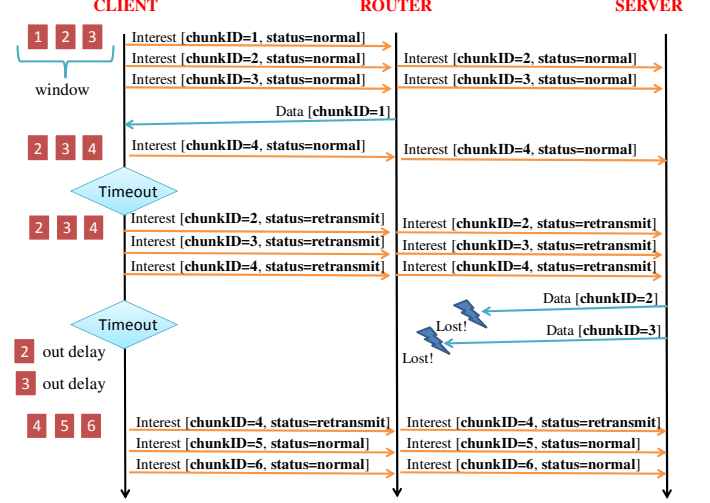 CLIENT ROUTER SERVER
1 2 3 Interest [chunkID=1, status=normal]
Interest [chunkID=2, status=normal] Interest [chunkID=2, status=normal]
Interest [chunkID=3, status=normal] Interest [chunkID=3, status=normal]
window
Data [chunkID=1]
2 3 4 Interest [chunkID=4, status=normal] Interest [chunkID=4, status=normal]
Timeout
2 3 4 Interest [chunkID=2, status=retransmit] Interest [chunkID=2, status=retransmit]
Interest [chunkID=3, status=retransmit] Interest [chunkID=3, status=retransmit]
Interest [chunkID=4, status=retransmit] Interest [chunkID=4, status=retransmit]
Data [chunkID=2]
Timeout Lost! Data [chunkID=3]
2 out delay Lost!
3 out delay
4 5 6 Interest [chunkID=4, status=retransmit] Interest [chunkID=4, status=retransmit]
Interest [chunkID=5, status=normal] Interest [chunkID=5, status=normal]
Interest [chunkID=6, status=normal] Interest [chunkID=6, status=normal]